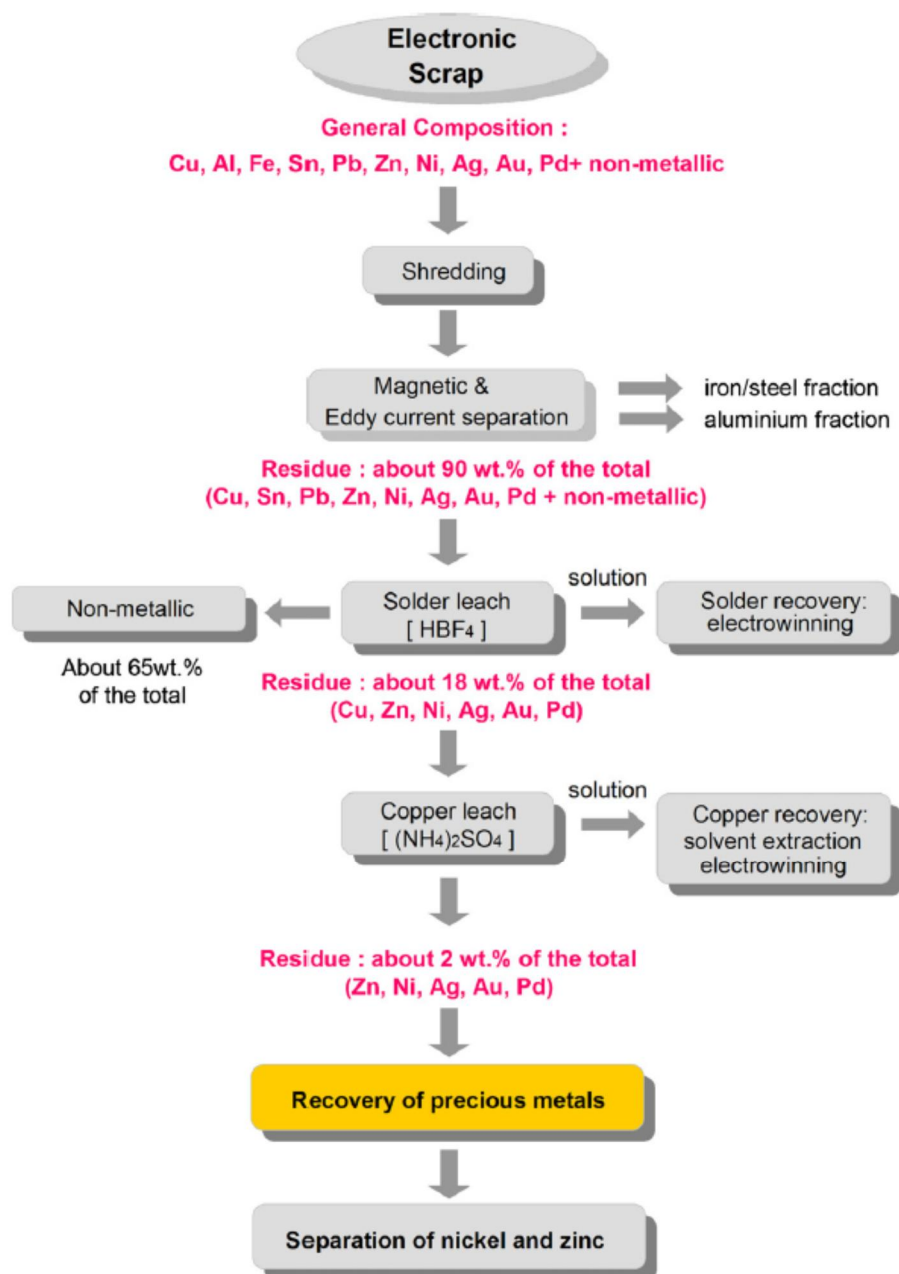 Electronic
Scrap
General Composition :
Cu, Al, Fe, Sn, Pb, Zn, Ni, Ag, Au, Pd+ non-metallic
Shredding
Magnetic &
Eddy current separation
iron/steel fraction
aluminium fraction
Residue : about 90 wt.% of the total
(Cu, Sn, Pb, Zn, Ni, Ag, Au, Pd + non-metallic)
Non-metallic
About 65wt.%
of the total
Solder leach
[ HBF₄ ]
solution
Solder recovery:
electrowinning
Residue : about 18 wt.% of the total
(Cu, Zn, Ni, Ag, Au, Pd)
Copper leach
[ (NH₄)₂SO₄ ]
solution
Copper recovery:
solvent extraction
electrowinning
Residue : about 2 wt.% of the total
(Zn, Ni, Ag, Au, Pd)
Recovery of precious metals
Separation of nickel and zinc